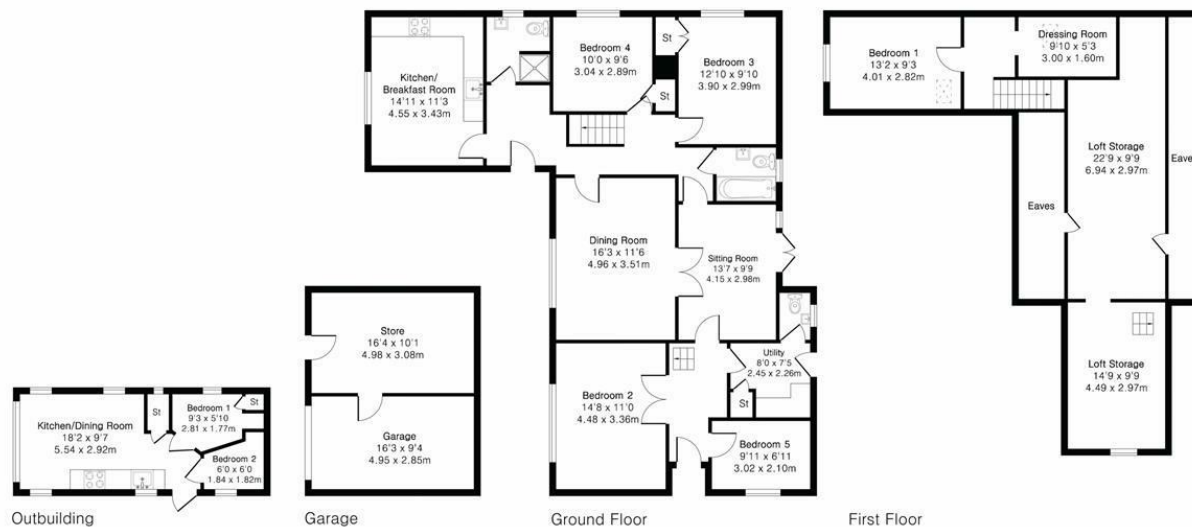 Kitchen/Dining Room
18'2 x 9'7
5.54 x 2.92m
St
Bedroom 1
9'3 x 5'10
2.81 x 1.77m
St
Bedroom 2
6'0 x 6'0
1.84 x 1.82m
Outbuilding
Store
16'4 x 10'1
4.98 x 3.08m
Garage
16'3 x 9'4
4.95 x 2.85m
Garage
Kitchen/
Breakfast Room
14'11 x 11'3
4.55 x 3.43m
Bedroom 4
10'0 x 9'6
3.04 x 2.89m
St
St
Bedroom 3
12'10 x 9'10
3.90 x 2.99m
Dining Room
16'3 x 11'6
4.96 x 3.51m
Sitting Room
13'7 x 9'9
4.15 x 2.98m
Utility
8'0 x 7'5
2.45 x 2.26m
St
Bedroom 2
14'8 x 11'0
4.48 x 3.36m
Bedroom 5
9'11 x 6'11
3.02 x 2.10m
Ground Floor
Bedroom 1
13'2 x 9'3
4.01 x 2.82m
Dressing Room
9'10 x 5'3
3.00 x 1.60m
Loft Storage
22'9 x 9'9
6.94 x 2.97m
Eaves
Eave
Loft Storage
14'9 x 9'9
4.49 x 2.97m
First Floor